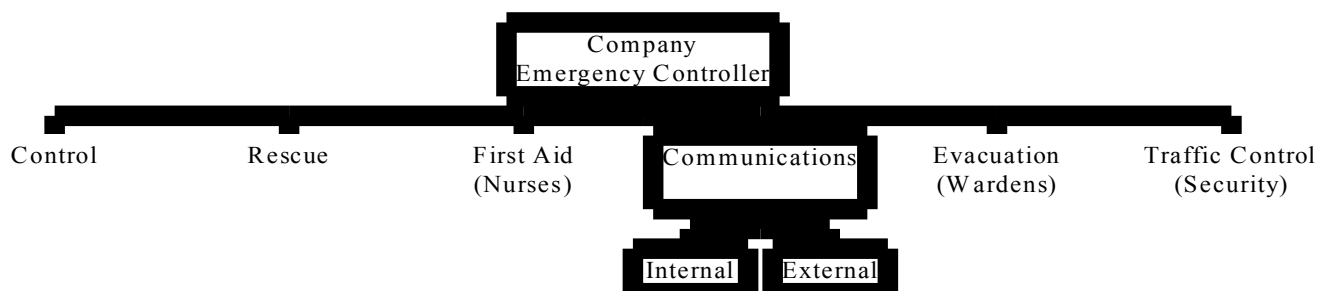 Company
Emergency Controller
Control
Rescue
First Aid
(Nurses)
Communications
Evacuation
(Wardens)
Traffic Control
(Security)
Internal
External